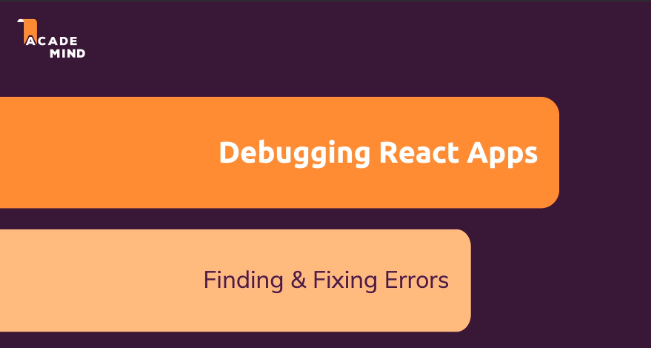 ACADE
MIND
Debugging React Apps
Finding & Fixing Errors